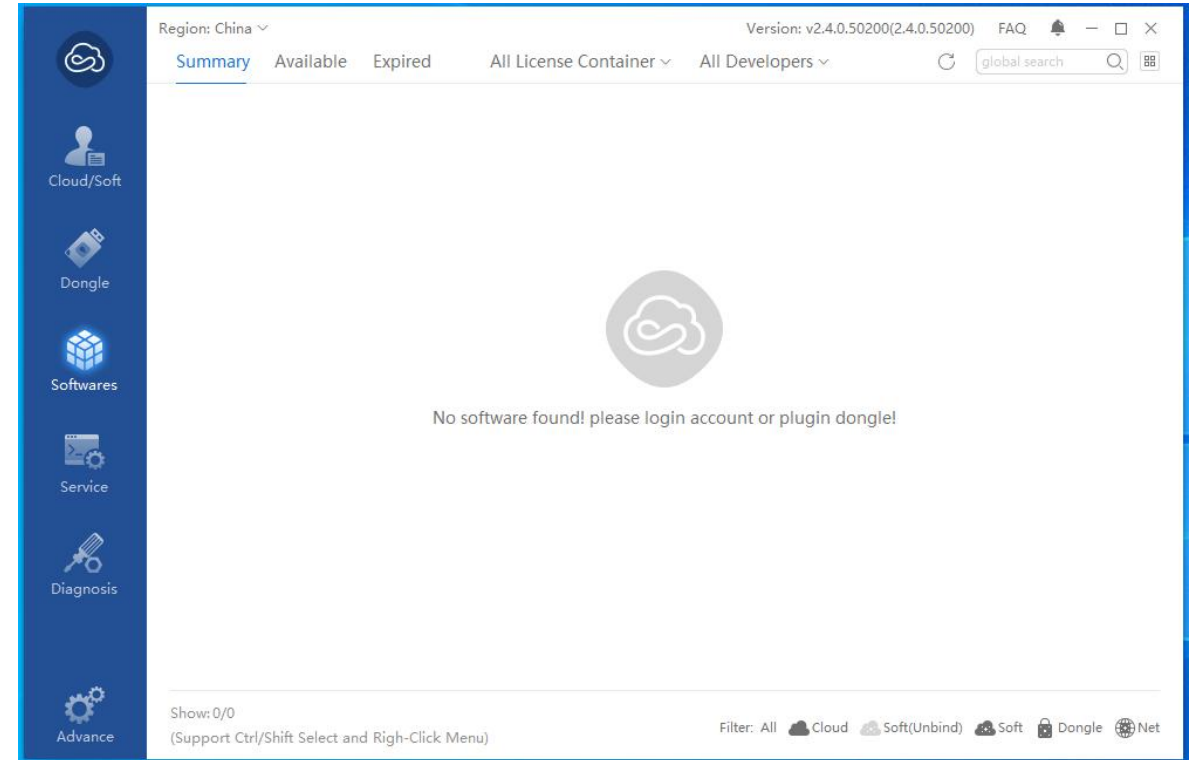 Region: China
Version: v2.4.0.50200(2.4.0.50200) FAQ
Summary Available Expired All License Container All Developers global search
Cloud/Soft
Dongle
Softwares
Service
Diagnosis
Advance
No software found! please login account or plugin dongle!
Show: 0/0
(Support Ctrl/Shift Select and Righ-Click Menu)
Filter: All Cloud Soft(Unbind) Soft Dongle Net